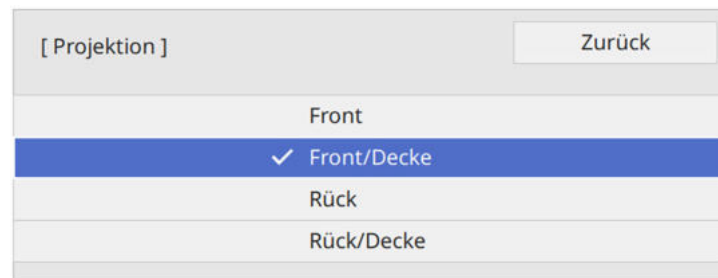 [ Projektion ]
Zurück
Front
Front/Decke
Rück
Rück/Decke